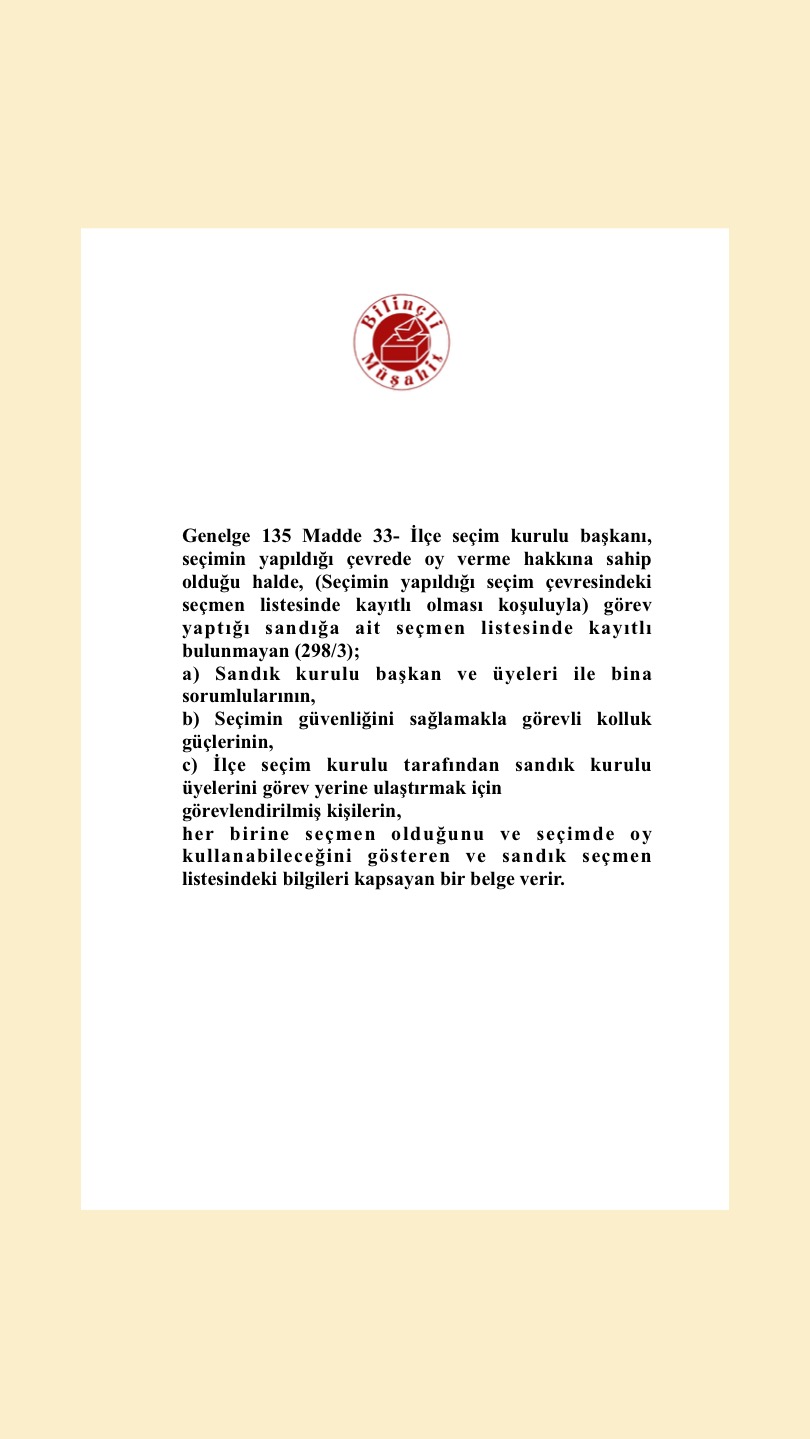 Bilinçli
Müşahit
Genelge 135 Madde 33- İlçe seçim kurulu başkanı,
seçimin yapıldığı çevrede oy verme hakkına sahip
olduğu halde, (Seçimin yapıldığı seçim çevresindeki
seçmen listesinde kayıtlı olması koşuluyla) görev
yaptığı sandığa ait seçmen listesinde kayıtlı
bulunmayan (298/3);
a) Sandık kurulu başkan ve üyeleri ile bina
sorumlularının,
b) Seçimin güvenliğini sağlamakla görevli kolluk
güçlerinin,
c) İlçe seçim kurulu tarafından sandık kurulu
üyelerini görev yerine ulaştırmak için
görevlendirilmiş kişilerin,
her birine seçmen olduğunu ve seçimde oy
kullanabileceğini gösteren ve sandık seçmen
listesindeki bilgileri kapsayan bir belge verir.